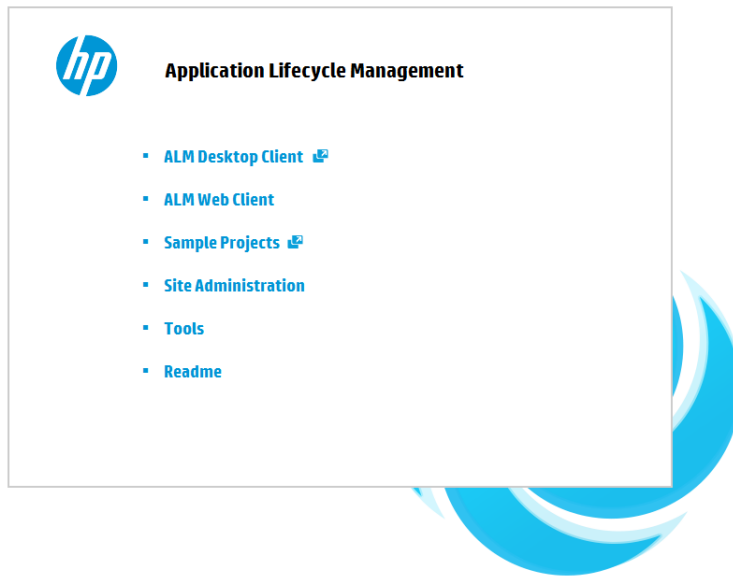 hp
Application Lifecycle Management
ALM Desktop Client
ALM Web Client
Sample Projects
Site Administration
Tools
Readme